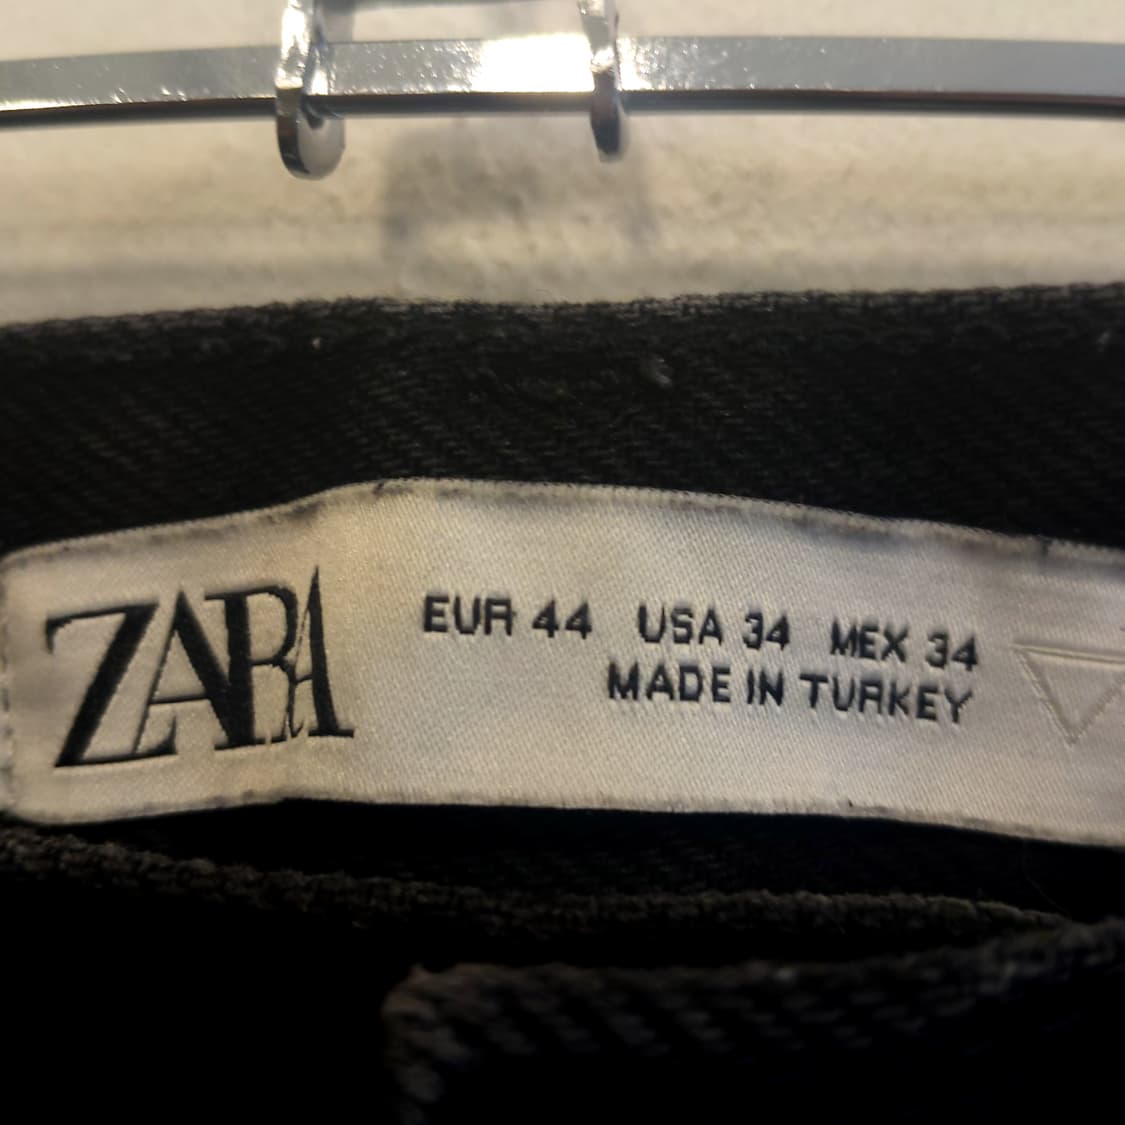 ZARA
EUR 44 USA 34 MEX 34
MADE IN TURKEY